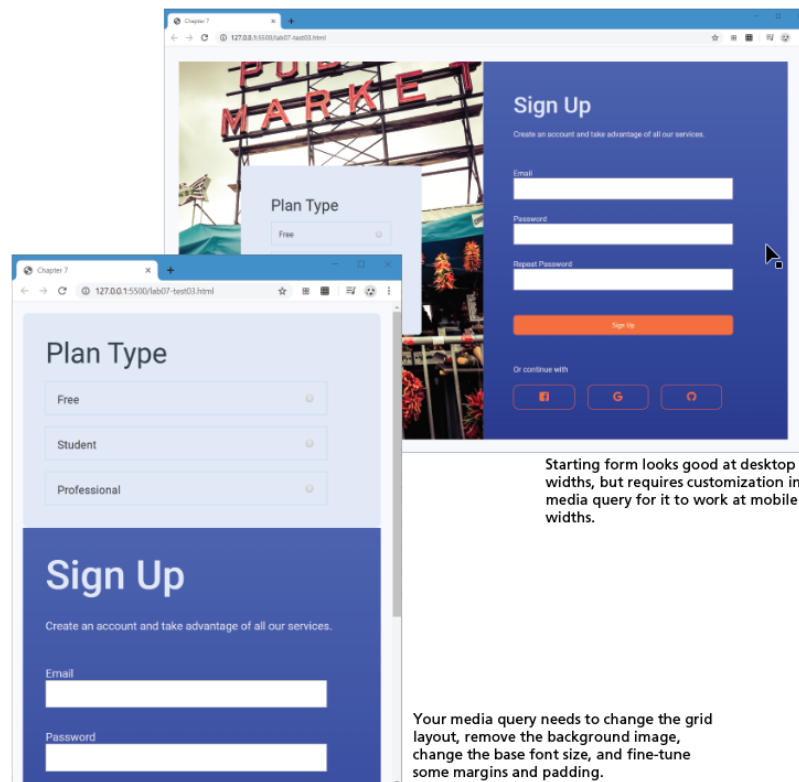 Chapter 7
127.0.0.1:5500/lab07-test03.html
PUBLIC
MARKET
Sign Up
Create an account and take advantage of all our services.
Email
Password
Repeat Password
Sign Up
Or continue with
G
Plan Type
Free
Chapter 7
127.0.0.1:5500/lab07-test03.html
Plan Type
Free
Student
Professional
Sign Up
Create an account and take advantage of all our services.
Email
Password
Starting form looks good at desktop
widths, but requires customization in
media query for it to work at mobile
widths.
Your media query needs to change the grid
layout, remove the background image,
change the base font size, and fine-tune
some margins and padding.